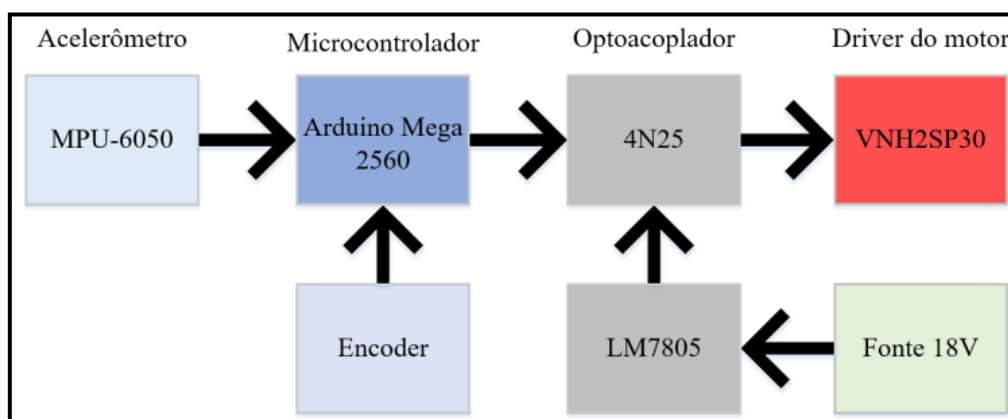 Acelerômetro
Microcontrolador
Optoacoplador
Driver do motor
MPU-6050
Arduino Mega
2560
4N25
VNH2SP30
Encoder
LM7805
Fonte 18V